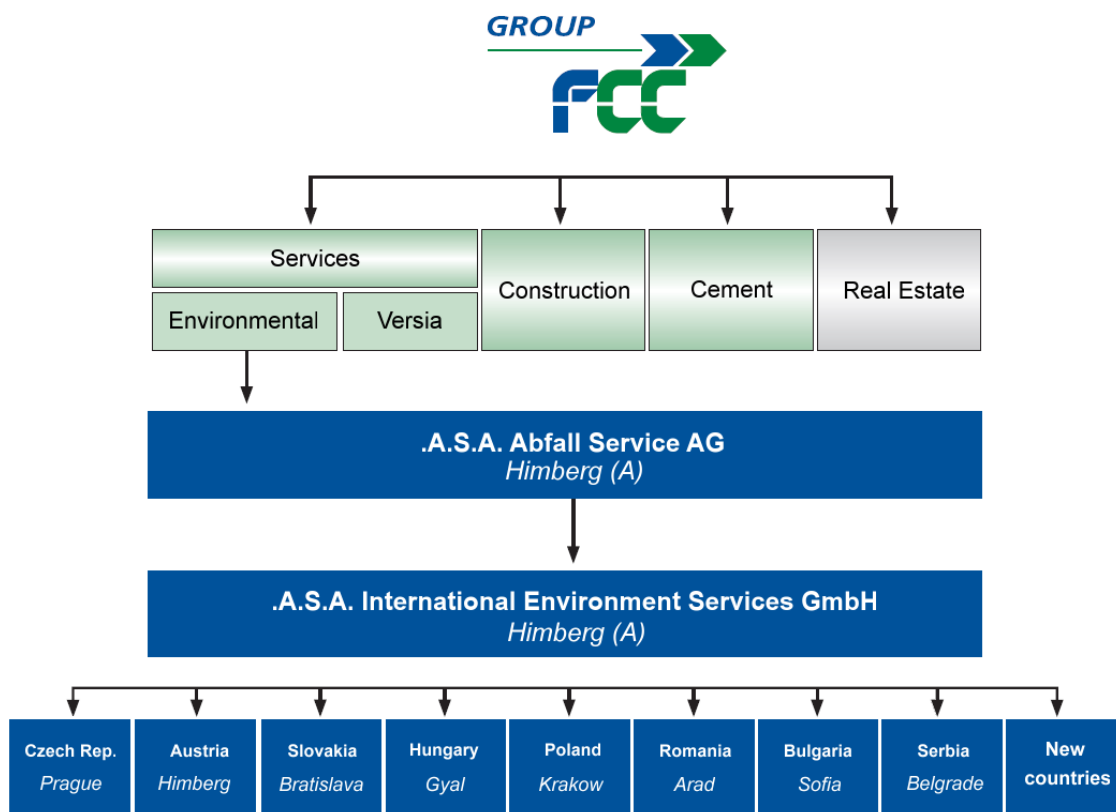 GROUP
FCC
Services
Environmental
Versia
Construction
Cement
Real Estate
.A.S.A. Abfall Service AG
Himberg (A)
.A.S.A. International Environment Services GmbH
Himberg (A)
Czech Rep.
Prague
Austria
Himberg
Slovakia
Bratislava
Hungary
Gyal
Poland
Krakow
Romania
Arad
Bulgaria
Sofia
Serbia
Belgrade
New
countries